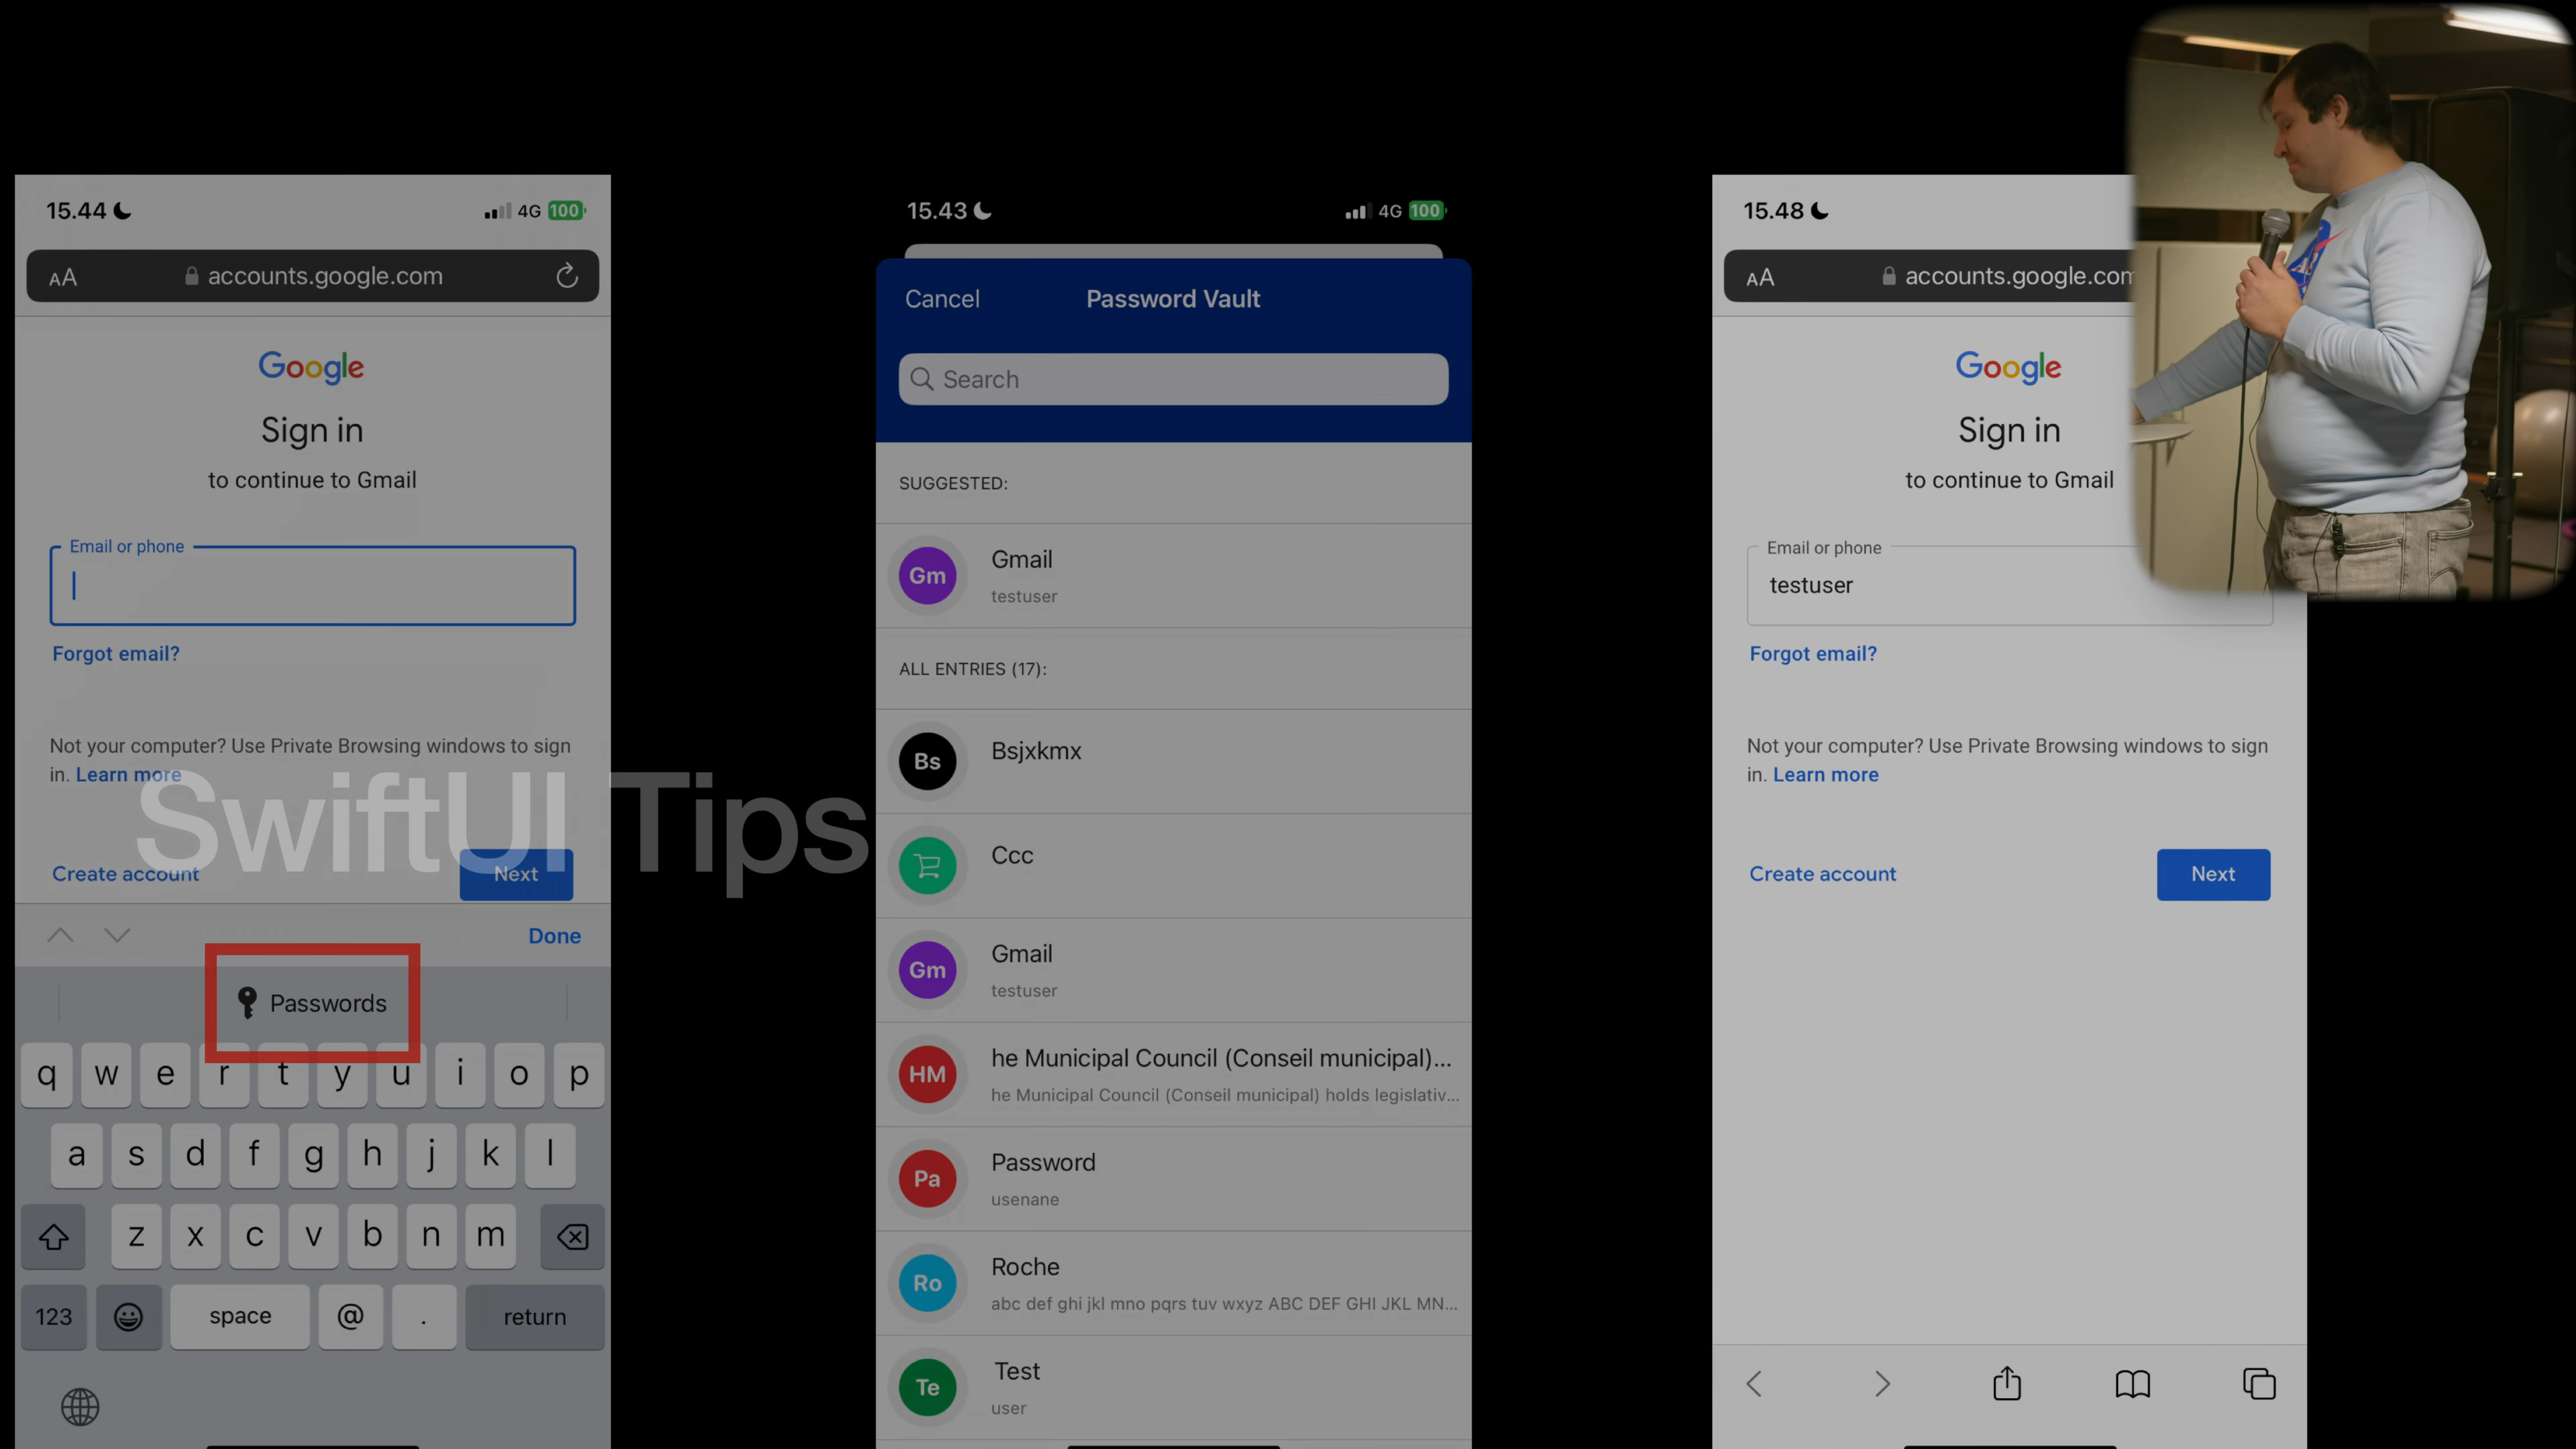 15.44
4G 100
AA accounts.google.com
Google
Sign in
to continue to Gmail
Email or phone
Forgot email?
Not your computer? Use Private Browsing windows to sign
in. Learn more
Create account
Next
Done
Passwords
q w e r t y u i o p
a s d f g h j k l
z x c v b n m
123 space @ . return
SwiftUI Tips
15.43
4G 100
Cancel
Password Vault
Search
SUGGESTED:
Gm
Gmail
testuser
ALL ENTRIES (17):
Bs
Bsjxkmx
Ccc
Gm
Gmail
testuser
HM
he Municipal Council (Conseil municipal)...
he Municipal Council (Conseil municipal) holds legislativ...
Pa
Password
usenane
Ro
Roche
abc def ghi jkl mno pqrs tuv wxyz ABC DEF GHI JKL MN...
Te
Test
user
15.48
AA accounts.google.com
Google
Sign in
to continue to Gmail
Email or phone
testuser
Forgot email?
Not your computer? Use Private Browsing windows to sign
in. Learn more
Create account
Next